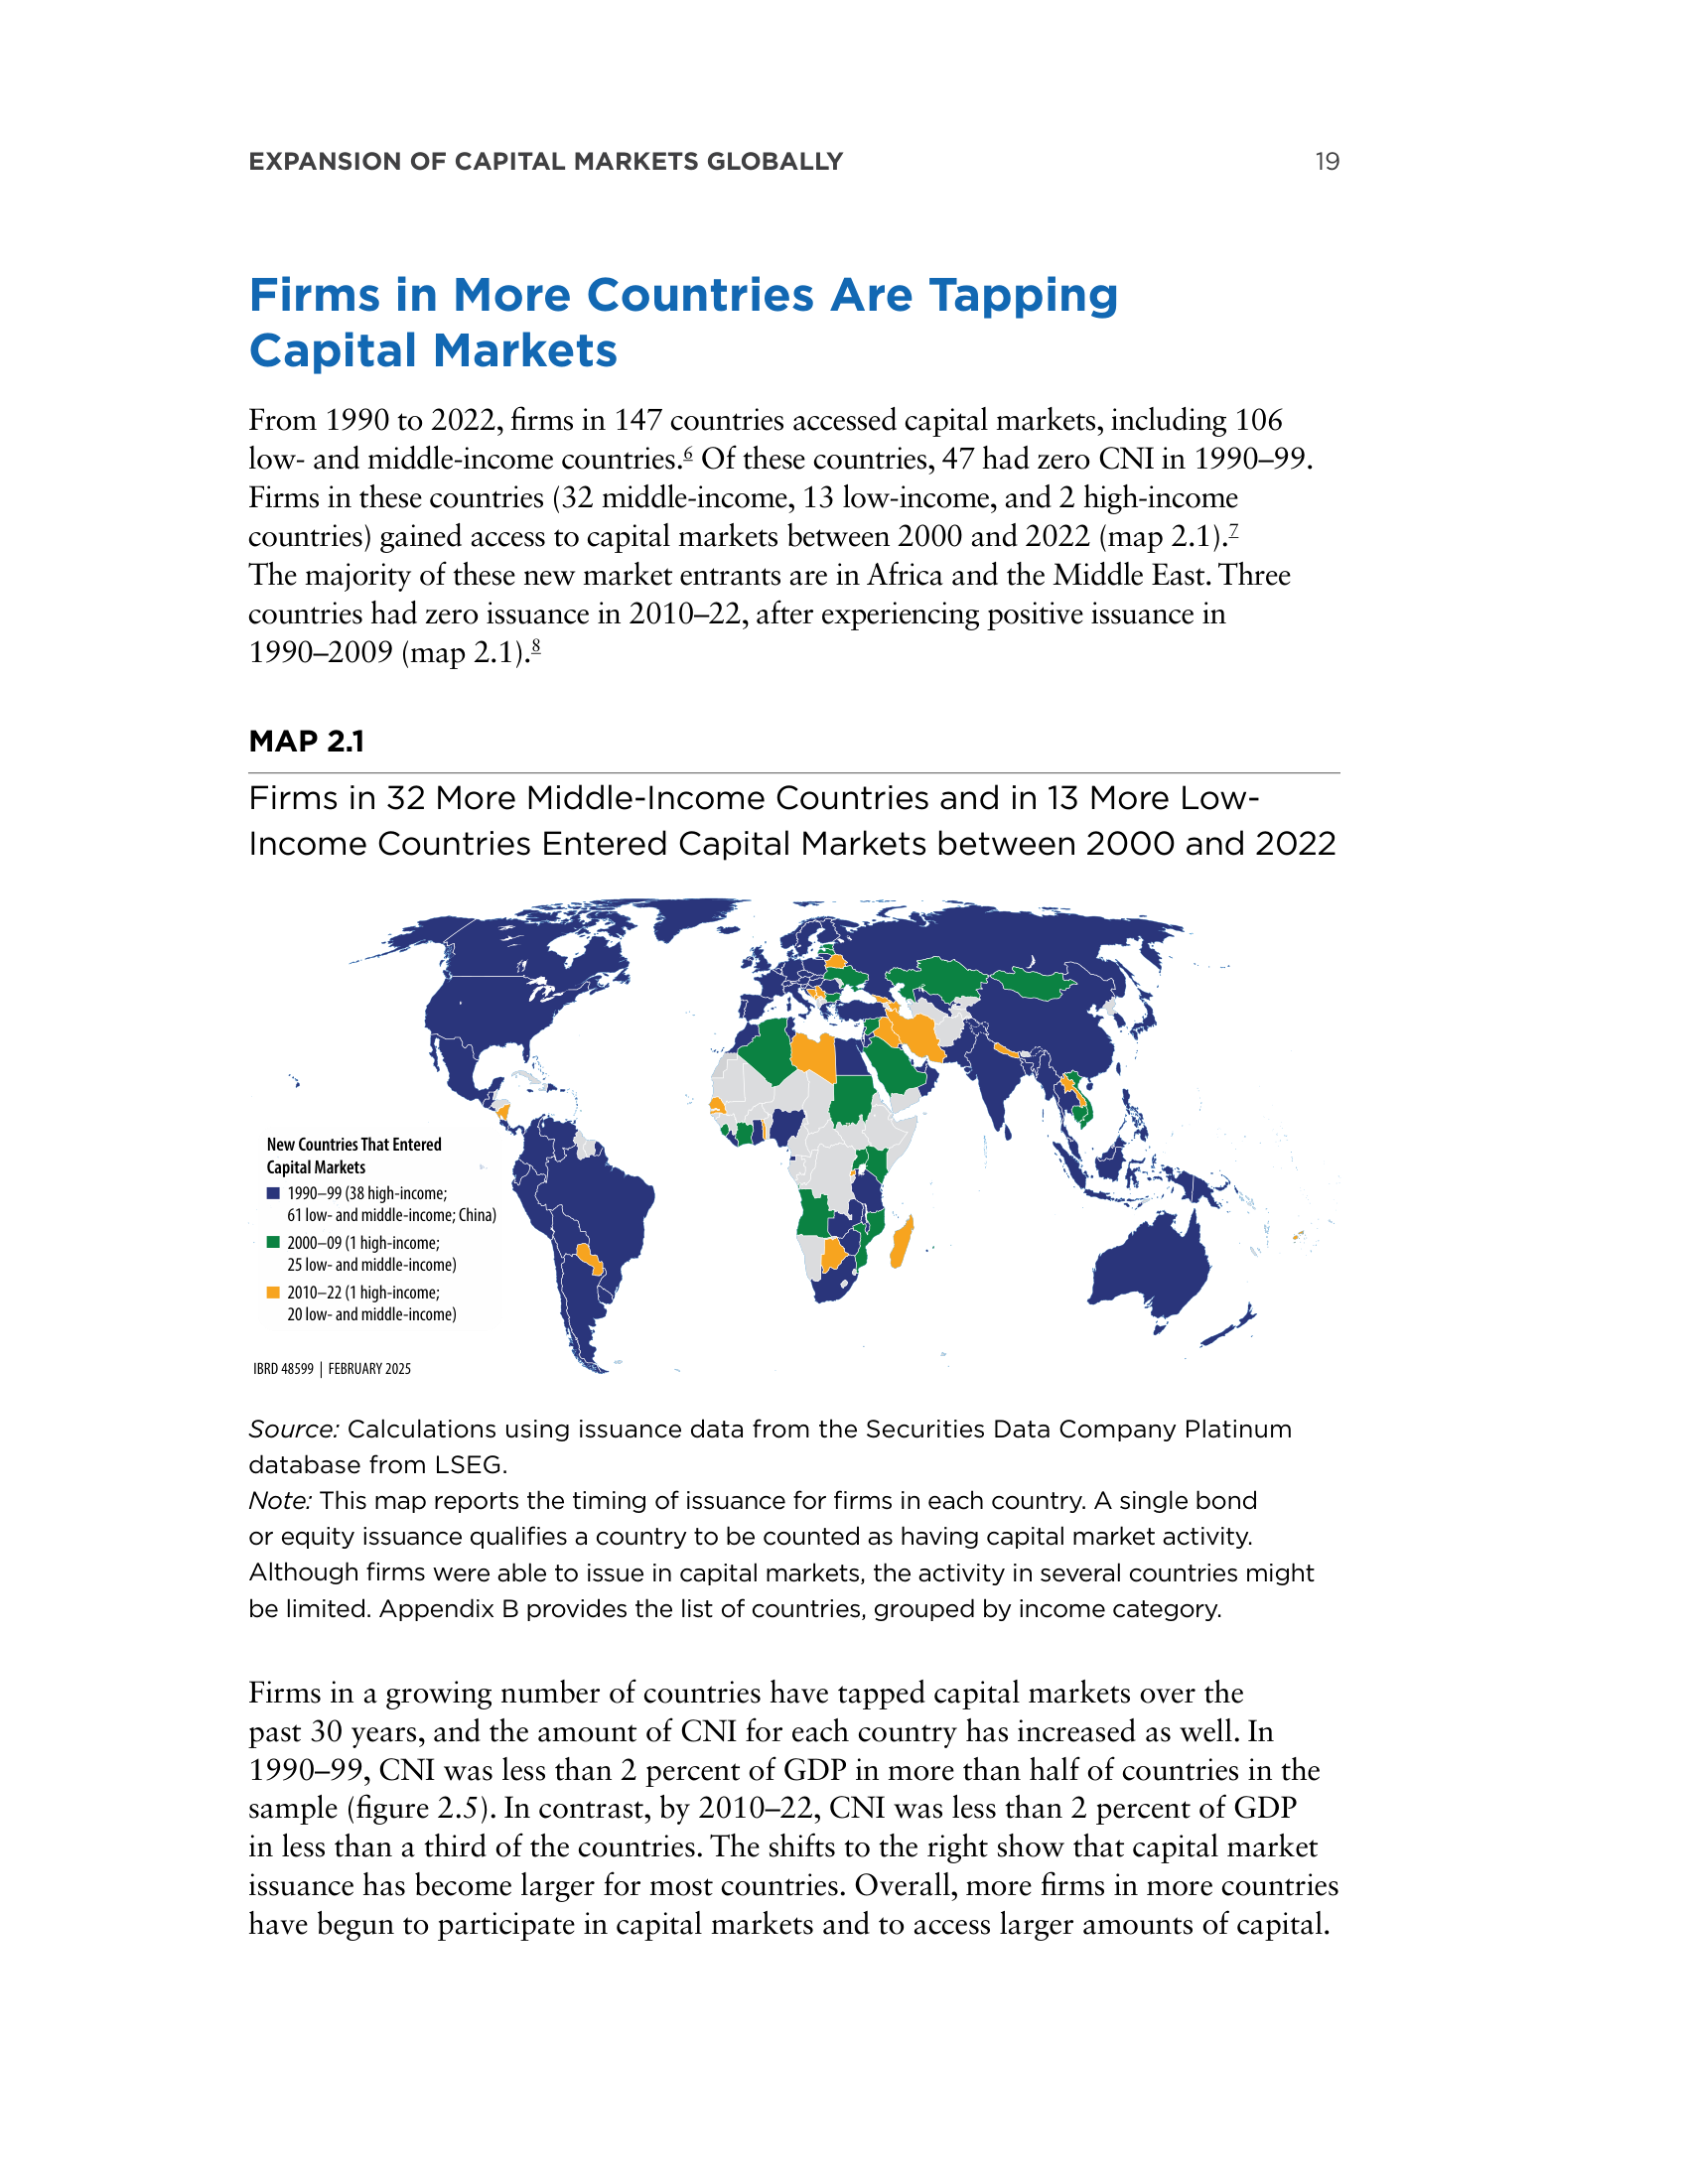 EXPANSION OF CAPITAL MARKETS GLOBALLY 19
Firms in More Countries Are Tapping
Capital Markets
From 1990 to 2022, firms in 147 countries accessed capital markets, including 106
low- and middle-income countries.6 Of these countries, 47 had zero CNI in 1990–99.
Firms in these countries (32 middle-income, 13 low-income, and 2 high-income
countries) gained access to capital markets between 2000 and 2022 (map 2.1).7
The majority of these new market entrants are in Africa and the Middle East. Three
countries had zero issuance in 2010–22, after experiencing positive issuance in
1990–2009 (map 2.1).8
MAP 2.1
Firms in 32 More Middle-Income Countries and in 13 More Low-
Income Countries Entered Capital Markets between 2000 and 2022
New Countries That Entered
Capital Markets
1990–99 (38 high-income;
61 low- and middle-income; China)
2000–09 (1 high-income;
25 low- and middle-income)
2010–22 (1 high-income;
20 low- and middle-income)
IBRD 48599 | FEBRUARY 2025
Source: Calculations using issuance data from the Securities Data Company Platinum
database from LSEG.
Note: This map reports the timing of issuance for firms in each country. A single bond
or equity issuance qualifies a country to be counted as having capital market activity.
Although firms were able to issue in capital markets, the activity in several countries might
be limited. Appendix B provides the list of countries, grouped by income category.
Firms in a growing number of countries have tapped capital markets over the
past 30 years, and the amount of CNI for each country has increased as well. In
1990–99, CNI was less than 2 percent of GDP in more than half of countries in the
sample (figure 2.5). In contrast, by 2010–22, CNI was less than 2 percent of GDP
in less than a third of the countries. The shifts to the right show that capital market
issuance has become larger for most countries. Overall, more firms in more countries
have begun to participate in capital markets and to access larger amounts of capital.